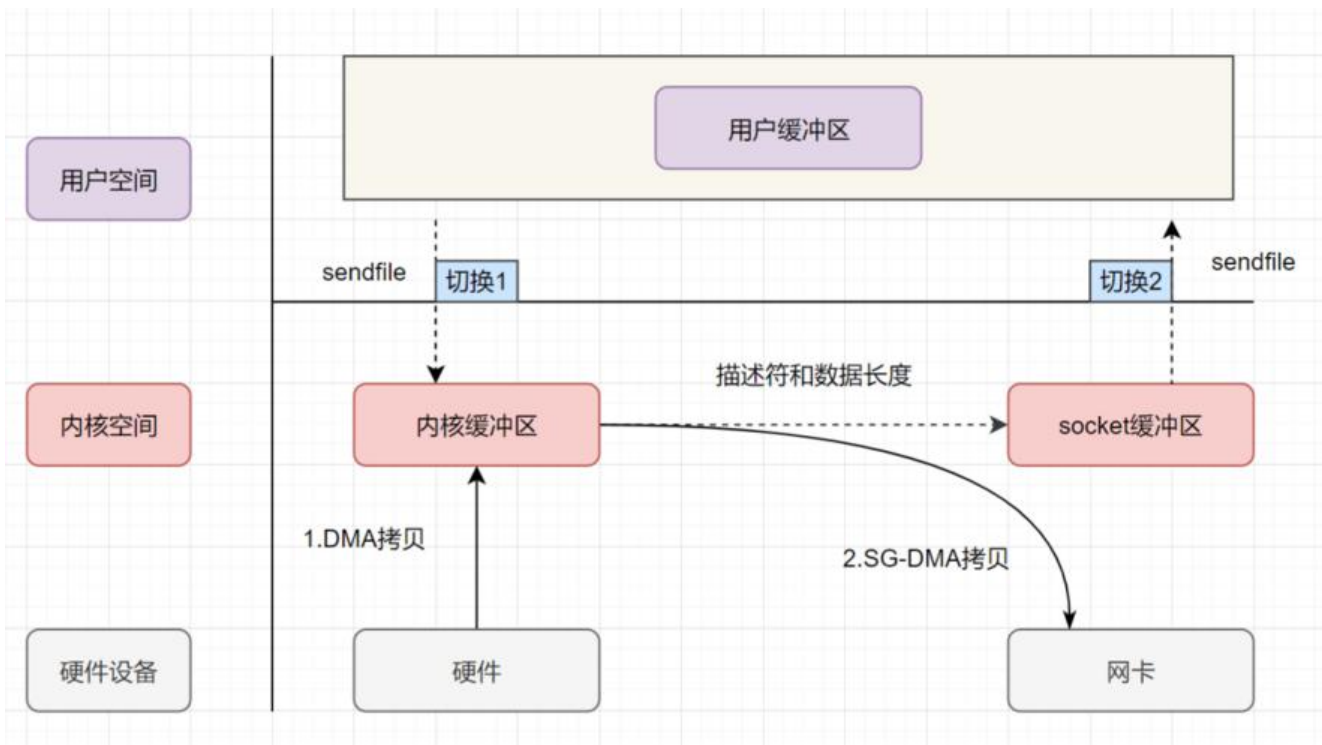 用户缓冲区
用户空间
sendfile
切换1
切换2
sendfile
描述符和数据长度
内核空间
内核缓冲区
socket缓冲区
1.DMA拷贝
2.SG-DMA拷贝
硬件设备
硬件
网卡